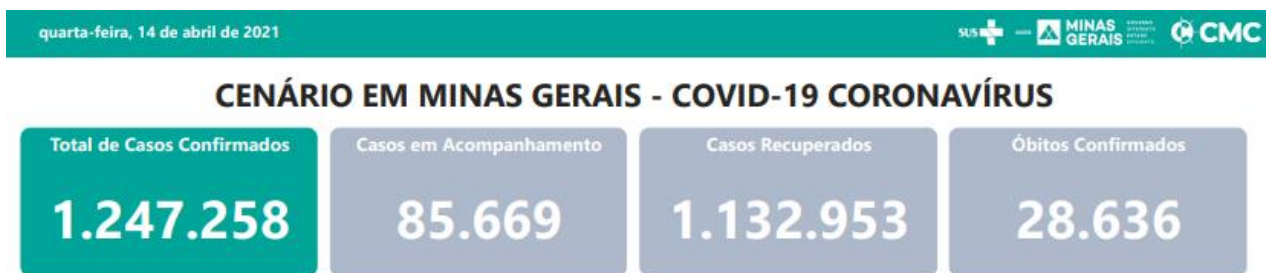 quarta-feira, 14 de abril de 2021
SUS
MINAS GERAIS
CMC
CENÁRIO EM MINAS GERAIS - COVID-19 CORONAVÍRUS
Total de Casos Confirmados
1.247.258
Casos em Acompanhamento
85.669
Casos Recuperados
1.132.953
Óbitos Confirmados
28.636